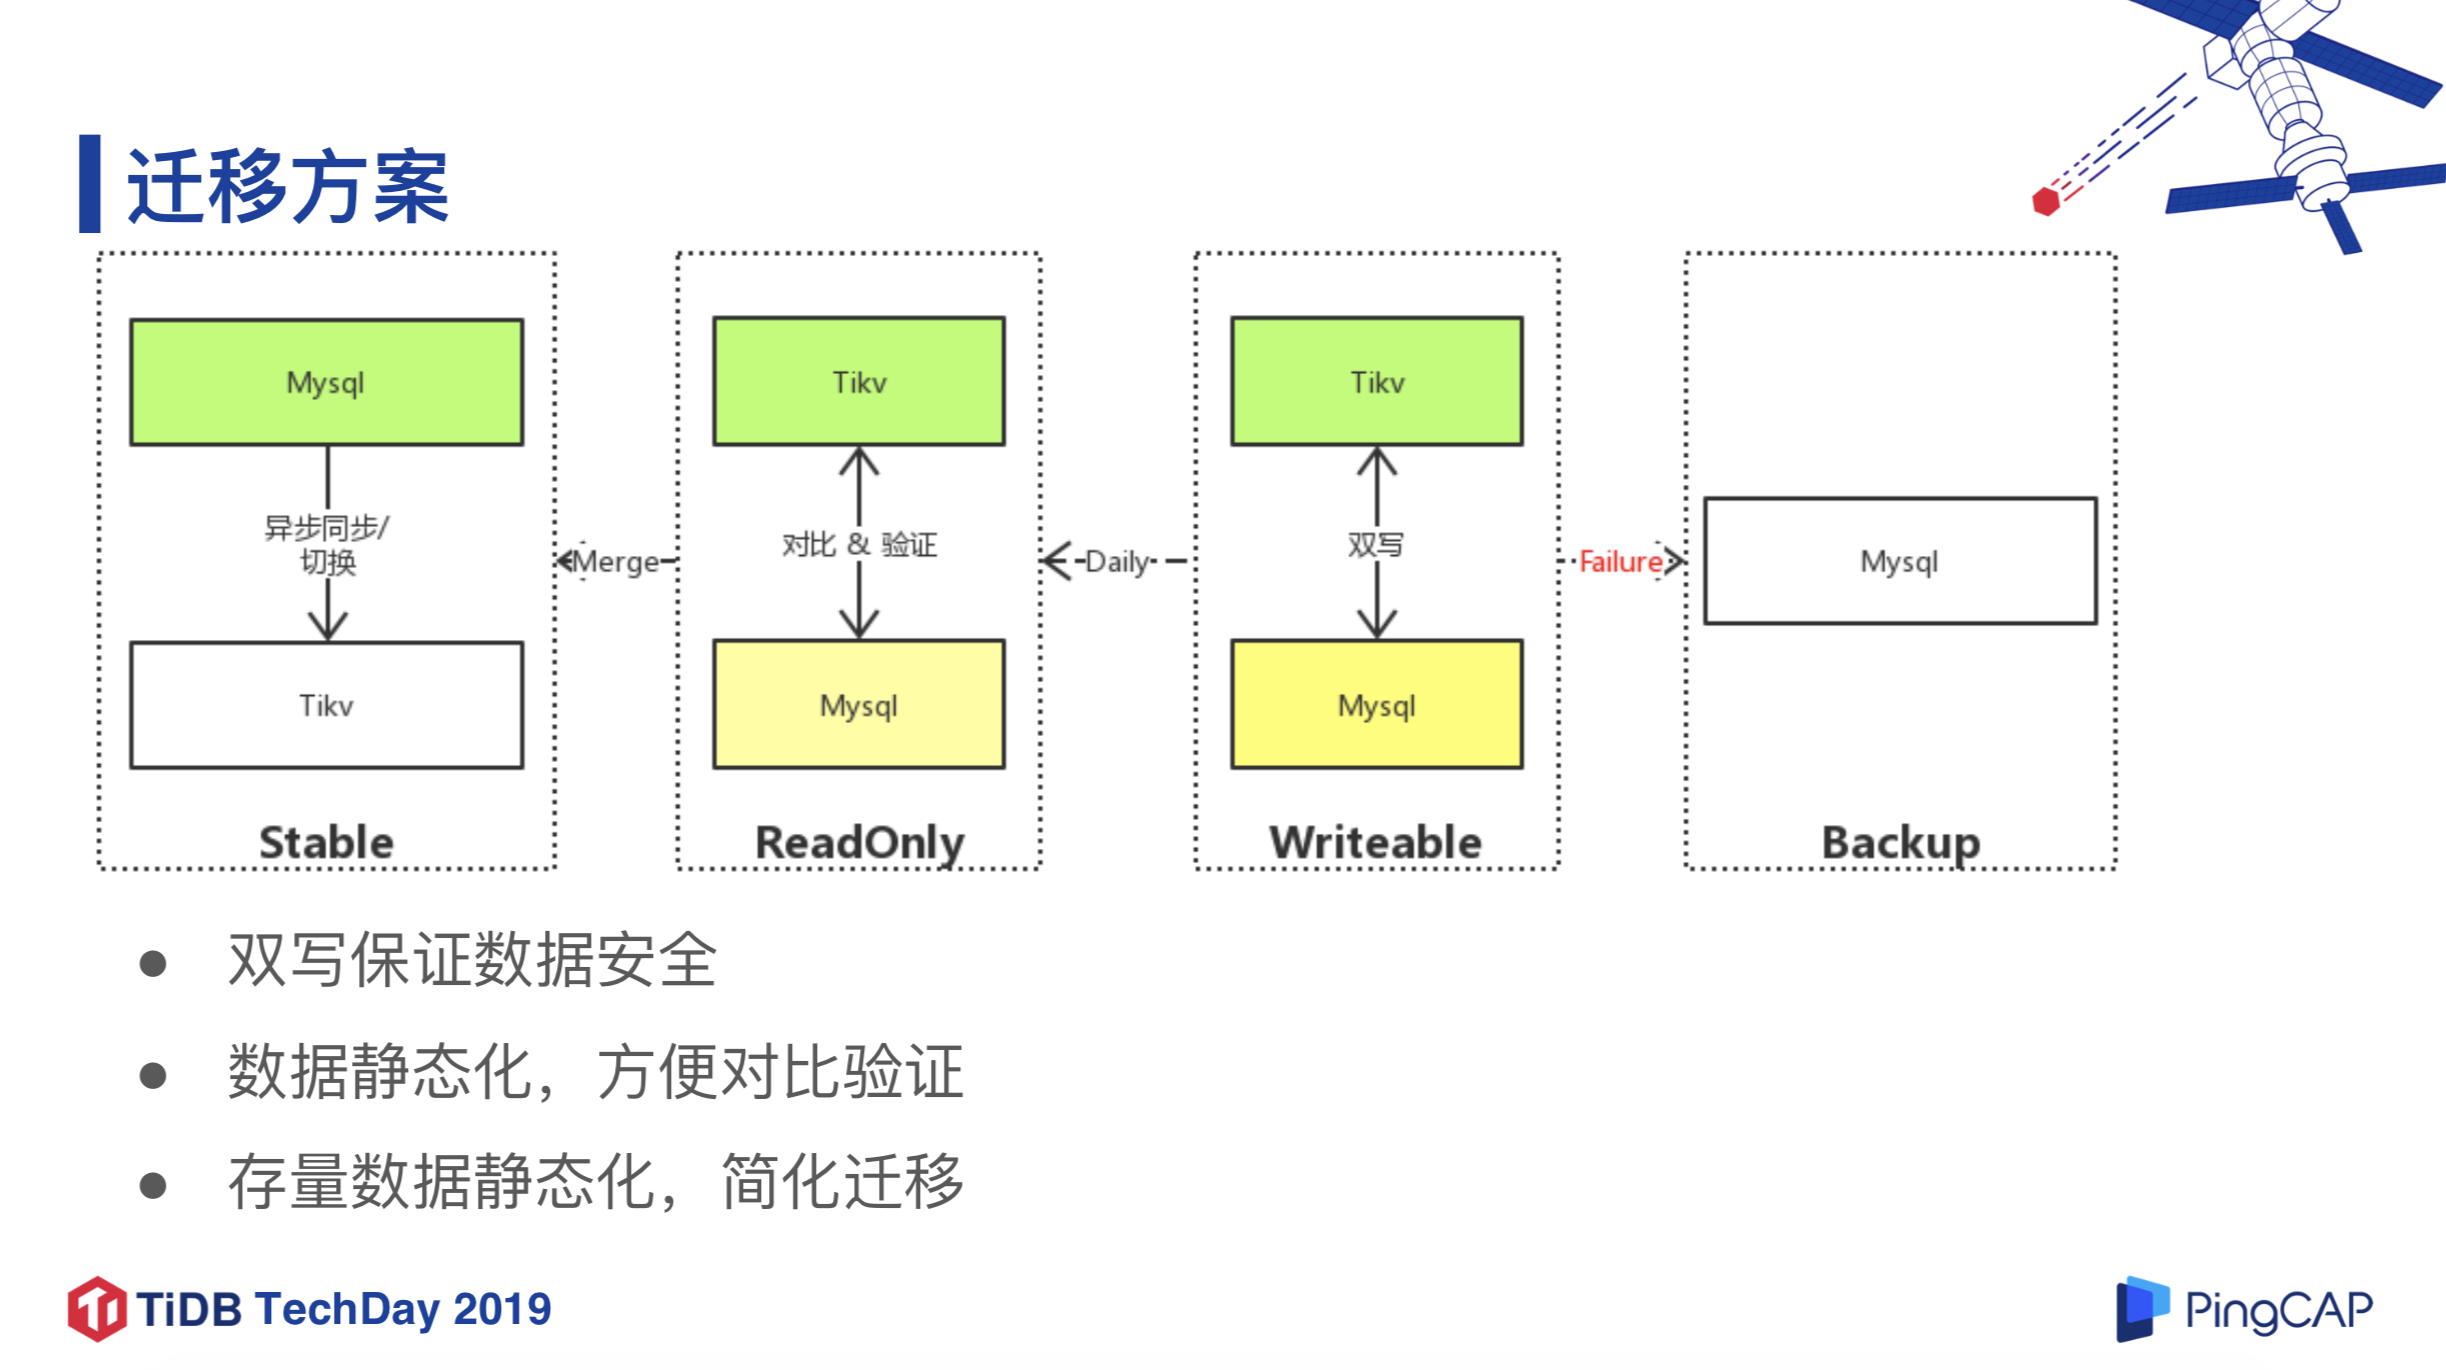 迁移方案
Mysql
异步同步/
切换
Tikv
Stable
Merge
Tikv
对比 & 验证
Mysql
ReadOnly
Daily
Tikv
双写
Mysql
Writeable
Failure
Mysql
Backup
双写保证数据安全
数据静态化，方便对比验证
存量数据静态化，简化迁移
TiDB TechDay 2019
PingCAP